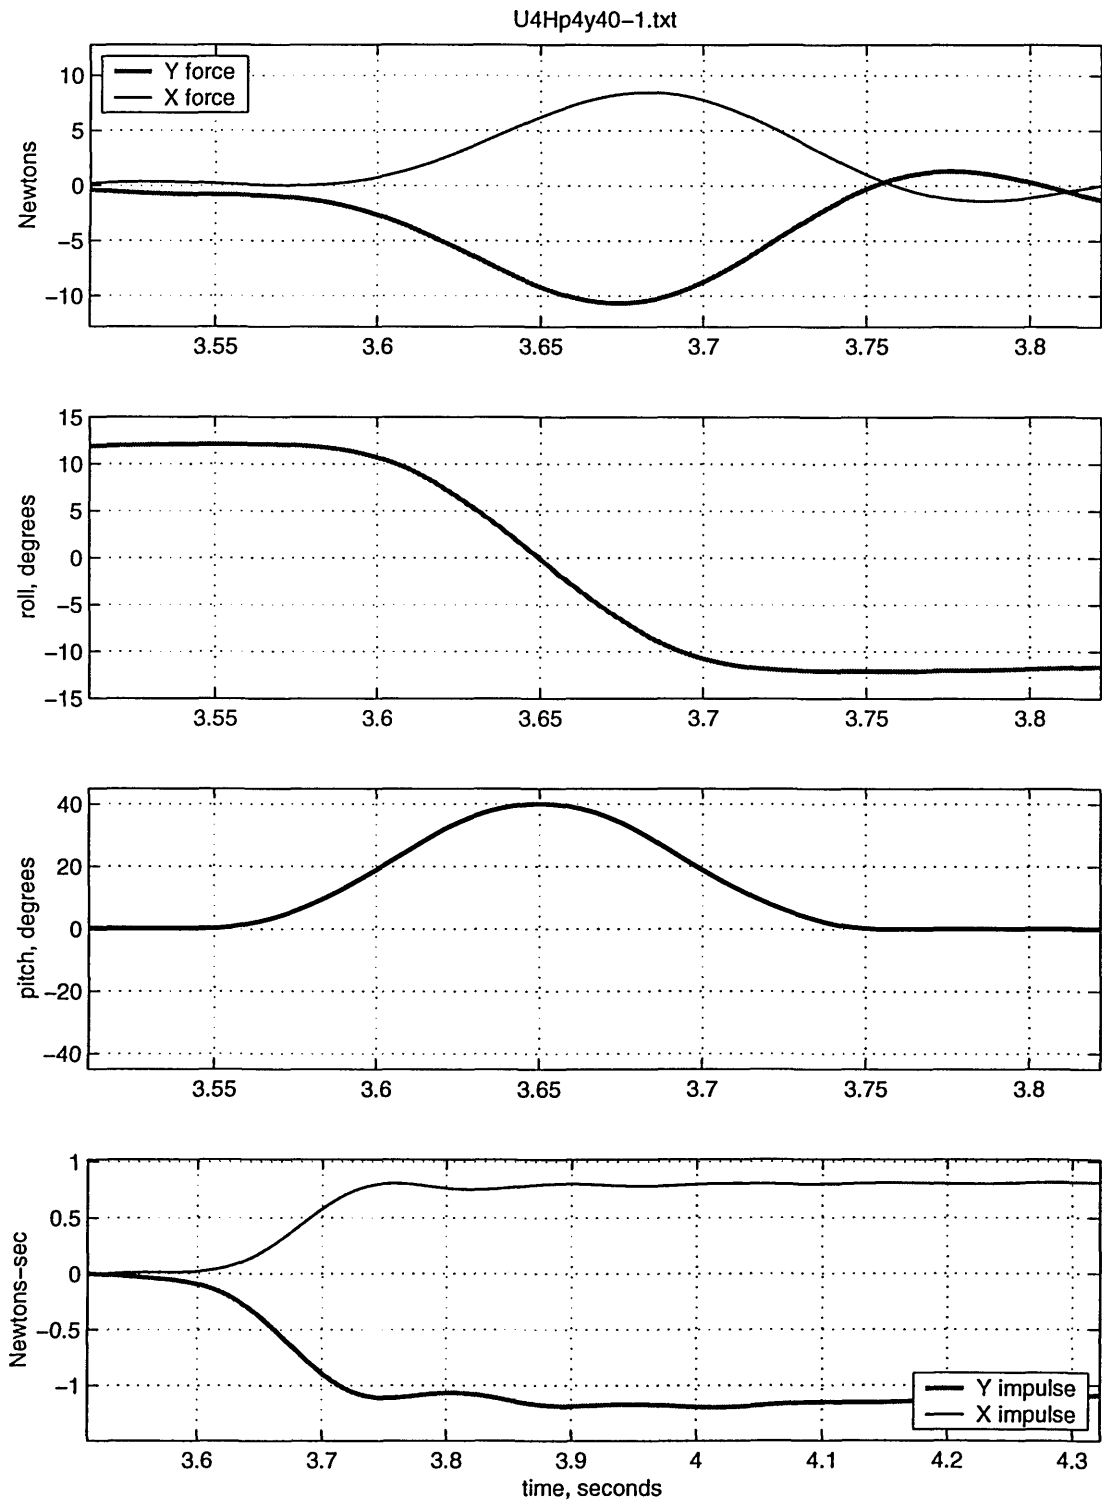 U4Hp4y40−1.txt
Y force
X force
10
5
0
−5
−10
Newtons
3.55 3.6 3.65 3.7 3.75 3.8
15
10
5
0
−5
−10
−15
roll, degrees
3.55 3.6 3.65 3.7 3.75 3.8
40
20
0
−20
−40
pitch, degrees
3.55 3.6 3.65 3.7 3.75 3.8
1
0.5
0
−0.5
−1
Newtons−sec
Y impulse
X impulse
3.6 3.7 3.8 3.9 4 4.1 4.2 4.3
time, seconds